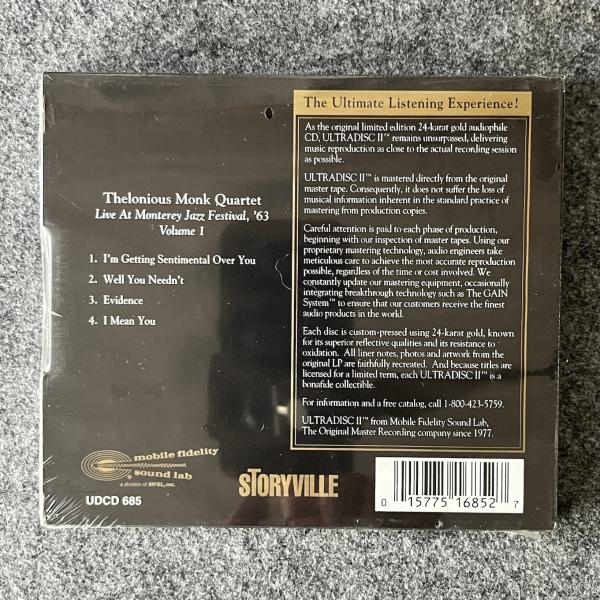 Thelonious Monk Quartet
Live At Monterey Jazz Festival, '63
Volume 1
1. I'm Getting Sentimental Over You
2. Well You Needn't
3. Evidence
4. I Mean You
The Ultimate Listening Experience!
As the original limited edition 24-karat gold audiophile
CD, ULTRADISC II™ remains unsurpassed, delivering
music reproduction as close to the actual recording session
as possible.
ULTRADISC II™ is mastered directly from the original
master tape. Consequently, it does not suffer the loss of
musical information inherent in the standard practice of
mastering from production copies.
Careful attention is paid to each phase of production,
beginning with our inspection of master tapes. Using our
proprietary mastering technology, audio engineers take
meticulous care to achieve the most accurate reproduction
possible, regardless of the time or cost involved. We
constantly update our mastering equipment, occasionally
integrating breakthrough technology such as The GAIN
System™ to ensure that our customers receive the finest
audio products in the world.
Each disc is custom-pressed using 24-karat gold, known
for its superior reflective qualities and its resistance to
oxidation. All liner notes, photos and artwork from the
original LP are faithfully recreated. And because titles are
licensed for a limited term, each ULTRADISC II™ is a
bonafide collectible.
For information and a free catalog, call 1-800-423-5759.
ULTRADISC II™ from Mobile Fidelity Sound Lab,
The Original Master Recording company since 1977.
mobile fidelity
sound lab
a division of MFSL, INC.
UDCD 685
STORYVILLE
0 15775 16852 7